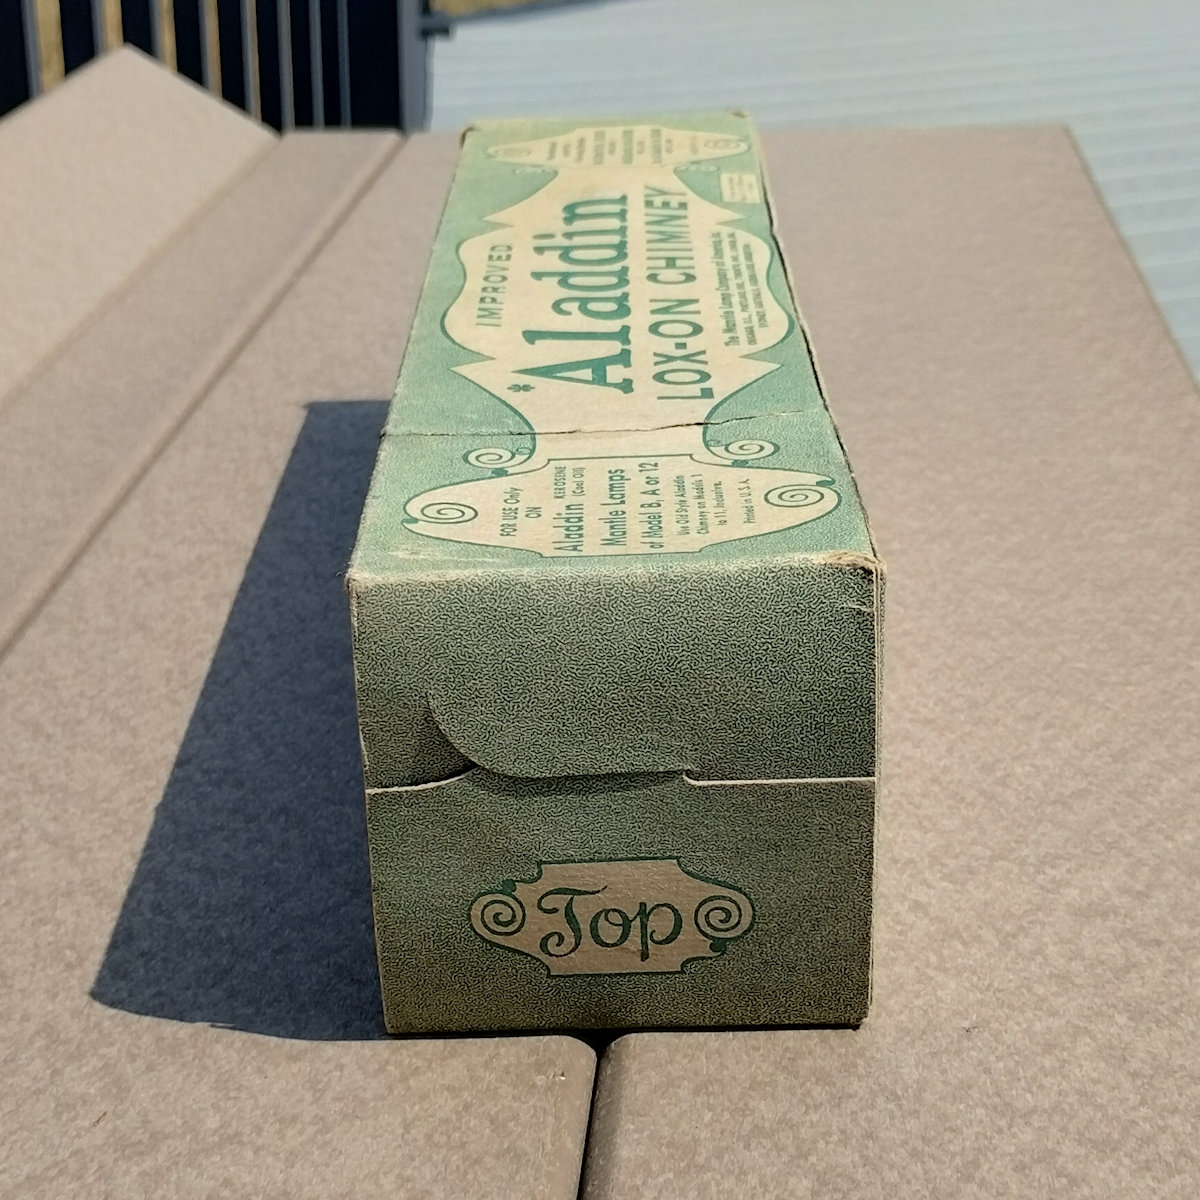 IMPROVED
Aladdin
LOX-ON CHIMNEY
The Mantle Lamp Company of America, Inc.
FOR USE Only
ON
Aladdin KEROSENE (Coal Oil)
Mantle Lamps
of Model B, A or 12
Use Old Style Aladdin
Chimney on Models 1
to 11, Inclusive.
Printed in U.S.A.
Top